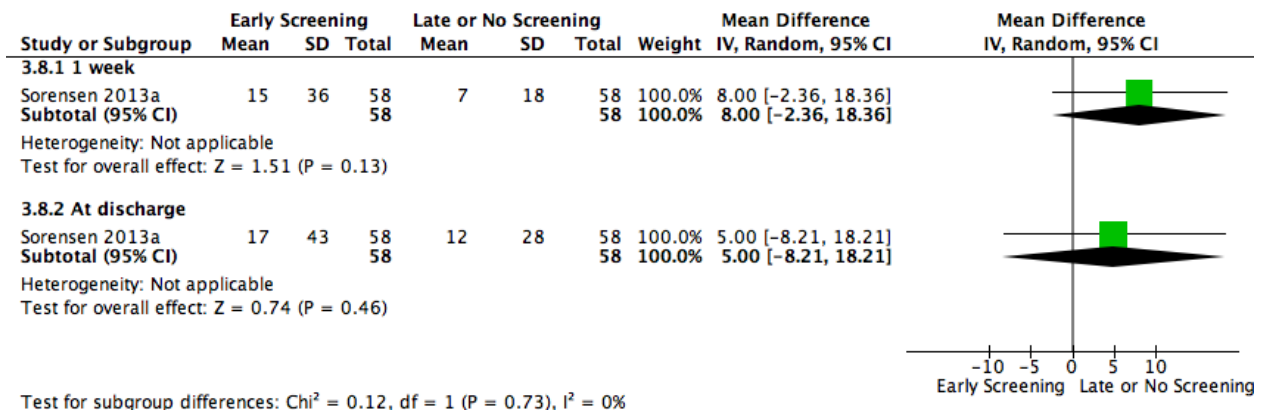 Early Screening Late or No Screening Mean Difference Mean Difference
Study or Subgroup Mean SD Total Mean SD Total Weight IV, Random, 95% CI IV, Random, 95% CI
3.8.1 1 week
Sorensen 2013a 15 36 58 7 18 58 100.0% 8.00 [-2.36, 18.36]
Subtotal (95% CI) 58 58 100.0% 8.00 [-2.36, 18.36]
Heterogeneity: Not applicable
Test for overall effect: Z = 1.51 (P = 0.13)
3.8.2 At discharge
Sorensen 2013a 17 43 58 12 28 58 100.0% 5.00 [-8.21, 18.21]
Subtotal (95% CI) 58 58 100.0% 5.00 [-8.21, 18.21]
Heterogeneity: Not applicable
Test for overall effect: Z = 0.74 (P = 0.46)
-10 -5 0 5 10
Early Screening Late or No Screening
Test for subgroup differences: Chi² = 0.12, df = 1 (P = 0.73), I² = 0%